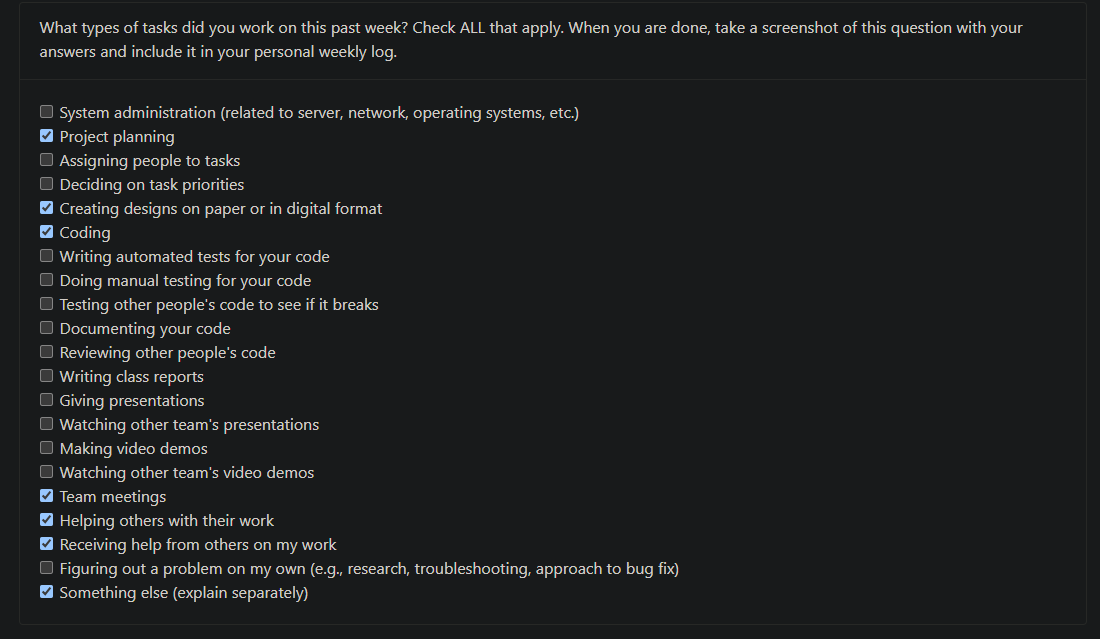 What types of tasks did you work on this past week? Check ALL that apply. When you are done, take a screenshot of this question with your
answers and include it in your personal weekly log.
System administration (related to server, network, operating systems, etc.)
Project planning
Assigning people to tasks
Deciding on task priorities
Creating designs on paper or in digital format
Coding
Writing automated tests for your code
Doing manual testing for your code
Testing other people's code to see if it breaks
Documenting your code
Reviewing other people's code
Writing class reports
Giving presentations
Watching other team's presentations
Making video demos
Watching other team's video demos
Team meetings
Helping others with their work
Receiving help from others on my work
Figuring out a problem on my own (e.g., research, troubleshooting, approach to bug fix)
Something else (explain separately)